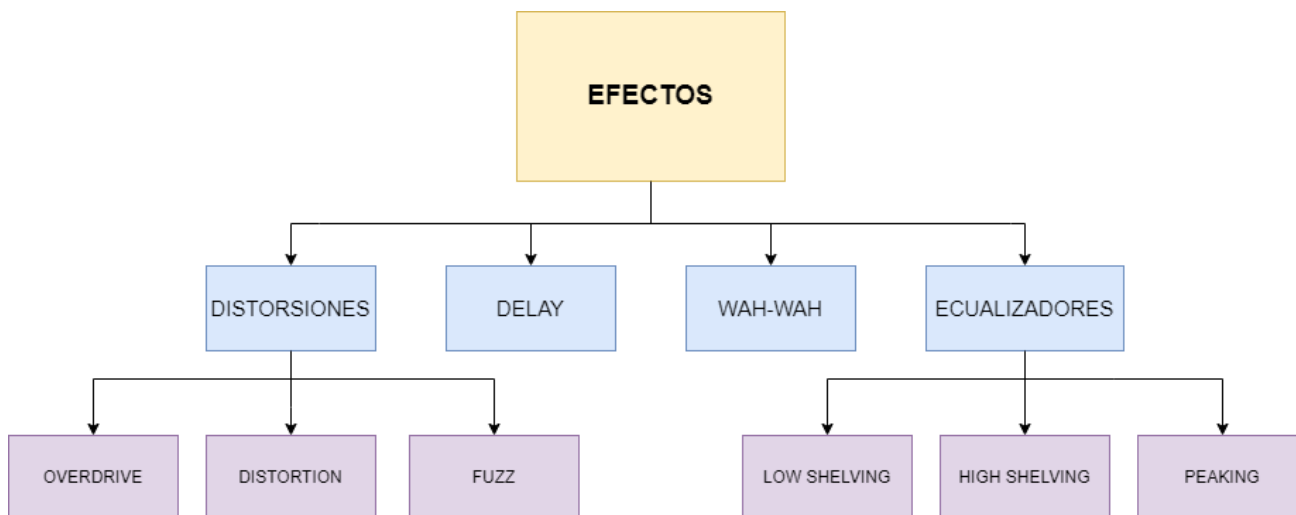 EFECTOS
DISTORSIONES
DELAY
WAH-WAH
ECUALIZADORES
OVERDRIVE
DISTORTION
FUZZ
LOW SHELVING
HIGH SHELVING
PEAKING